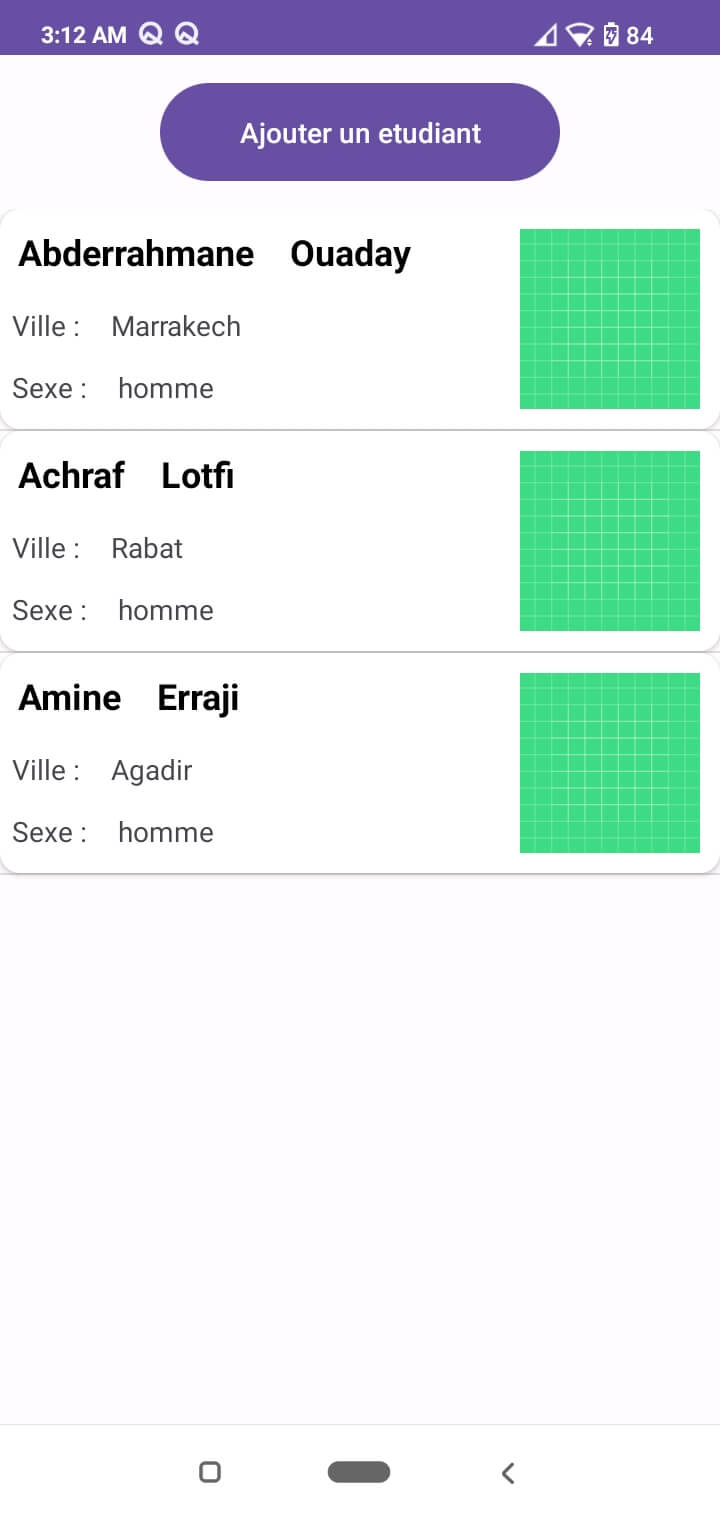 3:12 AM 84
Ajouter un etudiant
Abderrahmane Ouaday
Ville : Marrakech
Sexe : homme
Achraf Lotfi
Ville : Rabat
Sexe : homme
Amine Erraji
Ville : Agadir
Sexe : homme